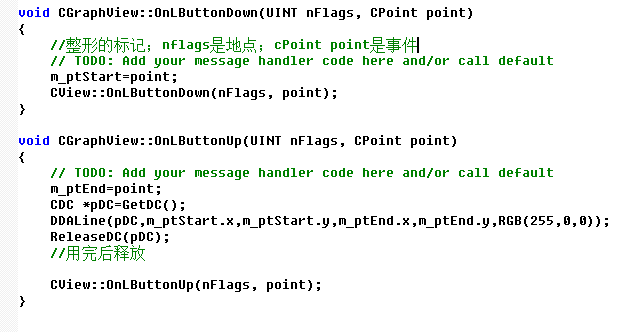 void CGraphView::OnLButtonDown(UINT nFlags, CPoint point)
{
//整形的标记；nflags是地点；cPoint point是事件
// TODO: Add your message handler code here and/or call default
m_ptStart=point;
CView::OnLButtonDown(nFlags, point);
}
void CGraphView::OnLButtonUp(UINT nFlags, CPoint point)
{
// TODO: Add your message handler code here and/or call default
m_ptEnd=point;
CDC *pDC=GetDC();
DDALine(pDC,m_ptStart.x,m_ptStart.y,m_ptEnd.x,m_ptEnd.y,RGB(255,0,0));
ReleaseDC(pDC);
//用完后释放
CView::OnLButtonUp(nFlags, point);
}